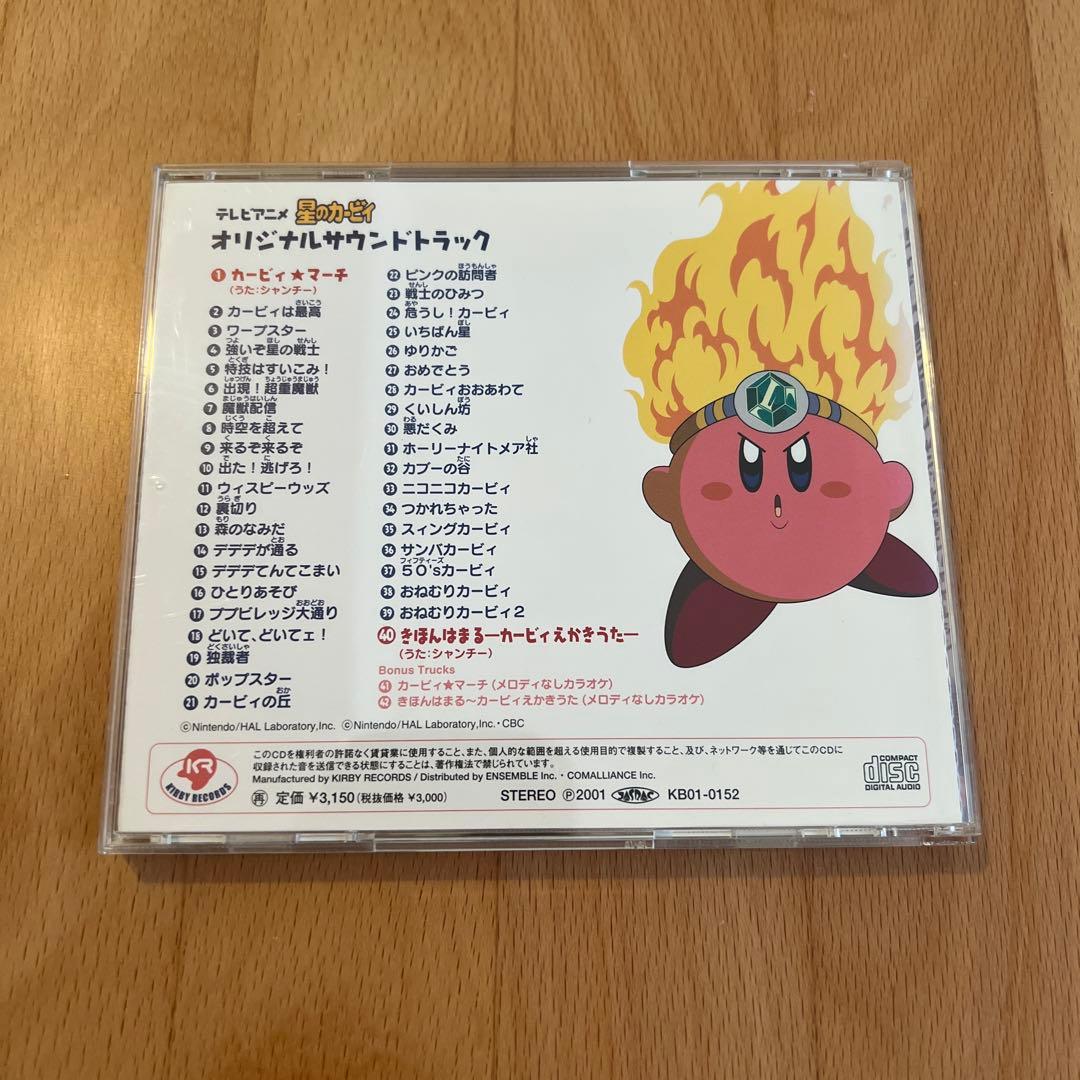 テレビアニメ 星のカービィ
オリジナルサウンドトラック
1 カービィ★マーチ
(うた：シャンチー)
2 カービィは最高
3 ワープスター
4 強いぞ星の戦士
5 特技はすいこみ！
6 出現！超重魔獣
7 魔獣配信
8 時空を超えて
9 来るぞ来るぞ
10 出た！逃げろ！
11 ウィスピーウッズ
12 裏切り
13 森のなみだ
14 デデデが通る
15 デデデてんてこまい
16 ひとりあそび
17 ププビレッジ大通り
18 どいて、どいてェ！
19 独裁者
20 ポップスター
21 カービィの丘
22 ピンクの訪問者
23 戦士のひみつ
24 危うし！カービィ
25 いちばん星
26 ゆりかご
27 おめでとう
28 カービィおおあわて
29 くいしん坊
30 悪だくみ
31 ホーリーナイトメア社
32 カブーの谷
33 ニコニコカービィ
34 つかれちゃった
35 スィングカービィ
36 サンバカービィ
37 50'sカービィ
38 おねむりカービィ
39 おねむりカービィ2
40 きほんはまる—カービィえかきうた—
(うた：シャンチー)
Bonus Trucks
41 カービィ★マーチ (メロディなしカラオケ)
42 きほんはまる〜カービィえかきうた (メロディなしカラオケ)
©Nintendo/HAL Laboratory,Inc. ©Nintendo/HAL Laboratory,Inc.・CBC
KR
KIRBY RECORDS
このCDを権利者の許諾なく賃貸業に使用すること、また、個人的な範囲を超える使用目的で複製すること、及び、ネットワーク等を通じてこのCDに
収録された音を送信できる状態にすることは、著作権法で禁じられています。
Manufactured by KIRBY RECORDS / Distributed by ENSEMBLE Inc.・COMALLIANCE Inc.
再 定価 ¥3,150(税抜価格 ¥3,000) STEREO ℗2001 JASRAC KB01-0152
COMPACT
disc
DIGITAL AUDIO